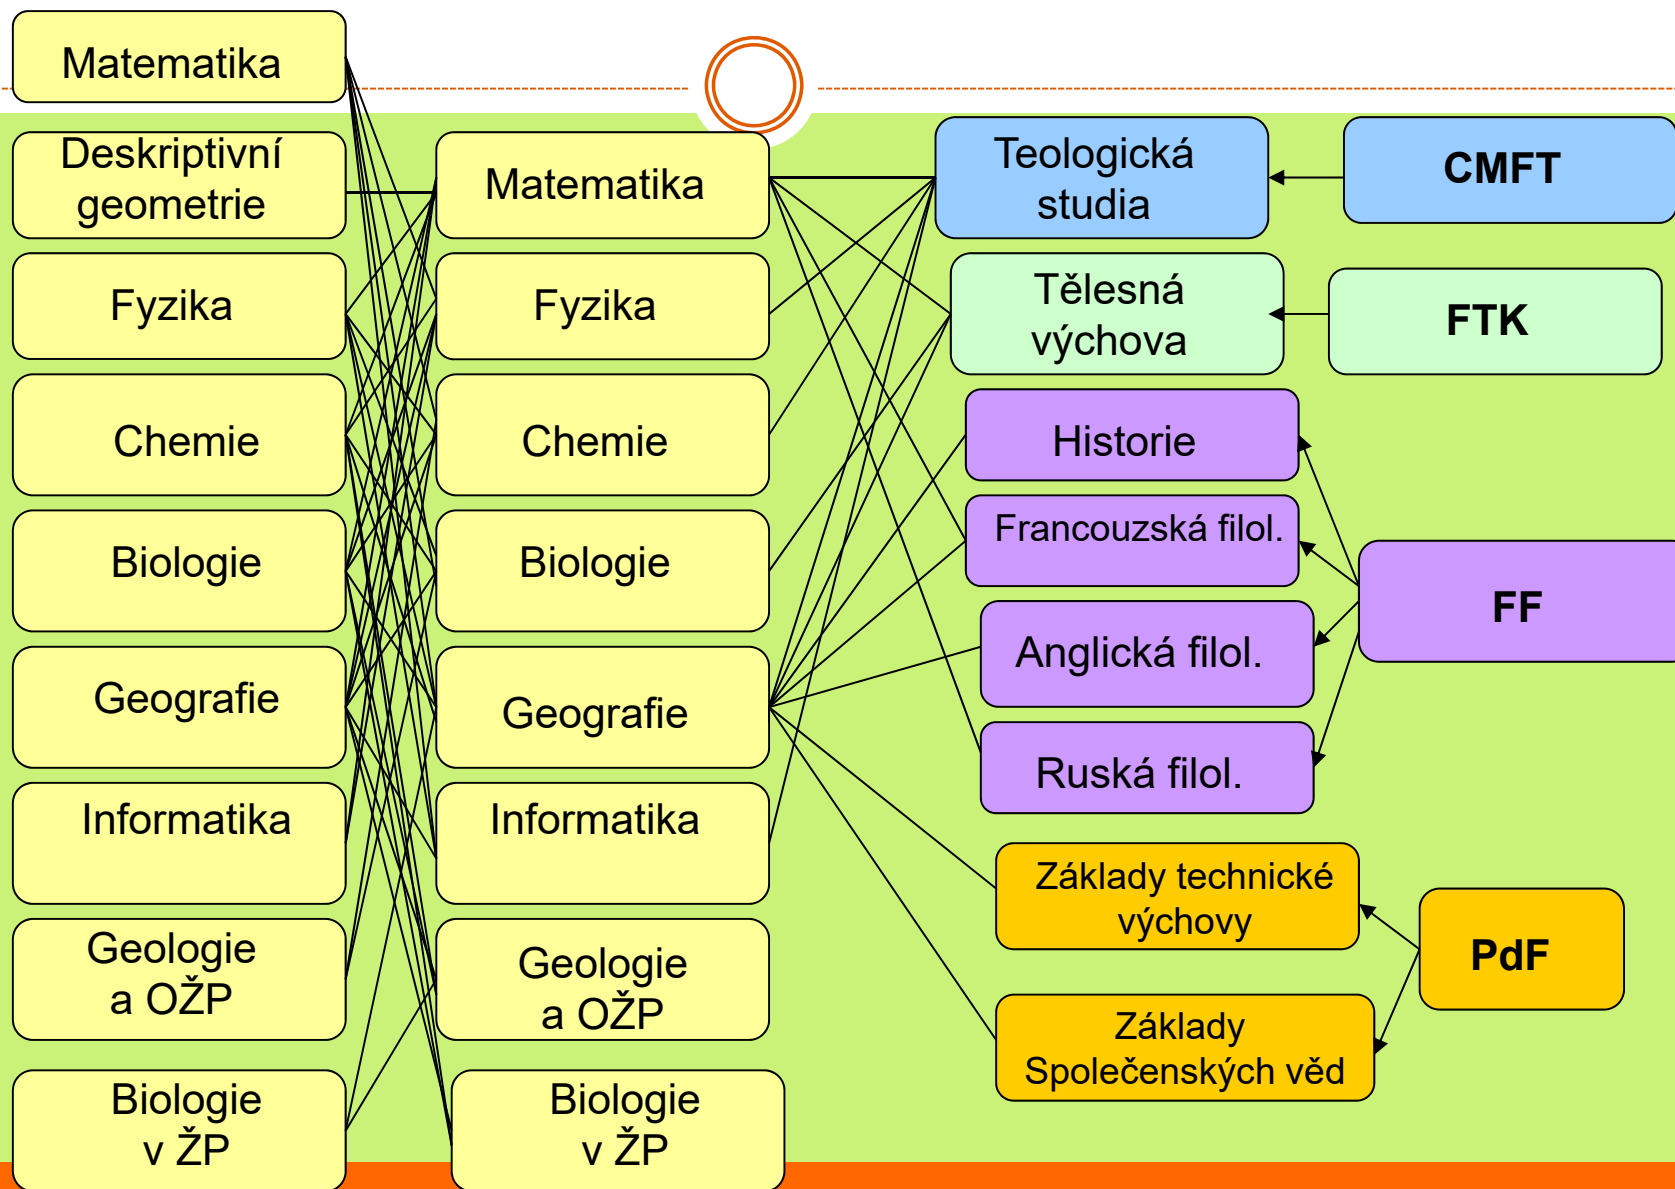 Matematika
Deskriptivní
geometrie
Fyzika
Chemie
Biologie
Geografie
Informatika
Geologie
a OŽP
Biologie
v ŽP
Matematika
Fyzika
Chemie
Biologie
Geografie
Informatika
Geologie
a OŽP
Biologie
v ŽP
Teologická
studia
Tělesná
výchova
Historie
Francouzská filol.
Anglická filol.
Ruská filol.
Základy technické
výchovy
Základy
Společenských věd
CMFT
FTK
FF
PdF